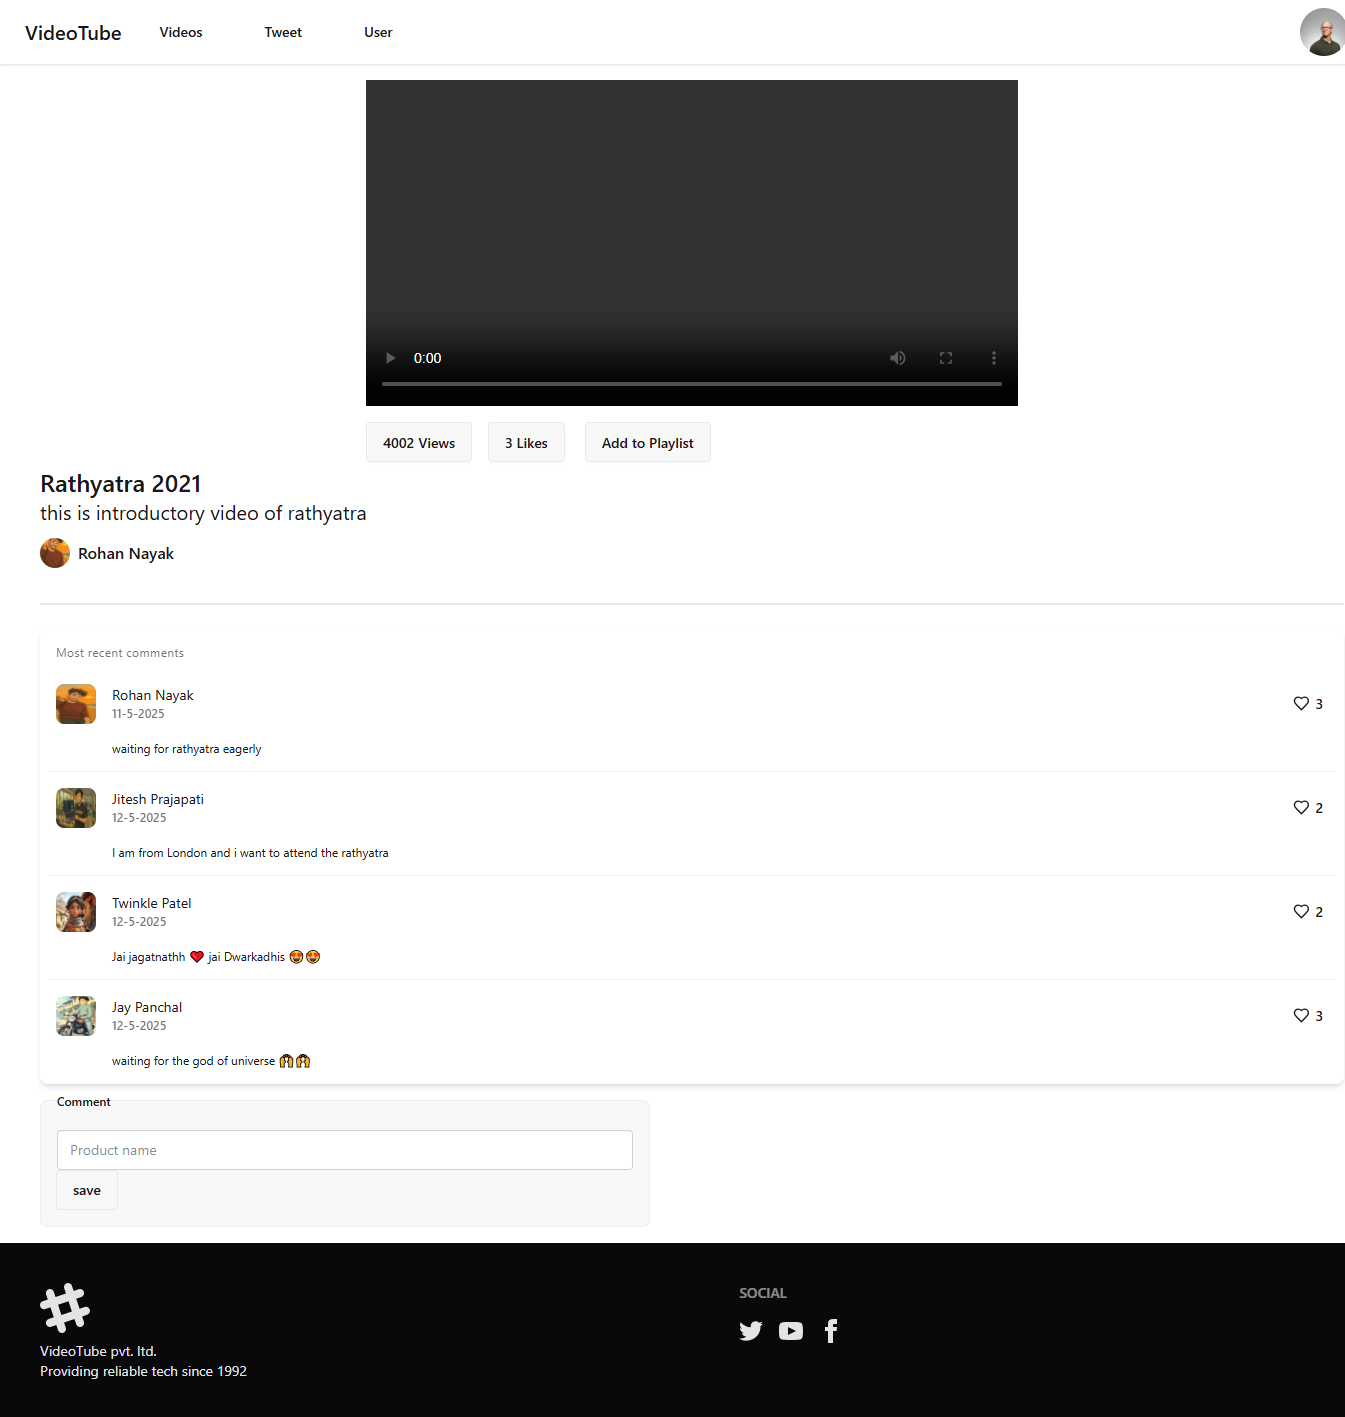 VideoTube Videos Tweet User
0:00
4002 Views 3 Likes Add to Playlist
Rathyatra 2021
this is introductory video of rathyatra
Rohan Nayak
Most recent comments
Rohan Nayak
11-5-2025
3
waiting for rathyatra eagerly
Jitesh Prajapati
12-5-2025
2
I am from London and i want to attend the rathyatra
Twinkle Patel
12-5-2025
2
Jai jagatnathh ❤️ jai Dwarkadhis 😍😍
Jay Panchal
12-5-2025
3
waiting for the god of universe 🙌🙌
Comment
Product name
save
VideoTube pvt. ltd.
Providing reliable tech since 1992
SOCIAL